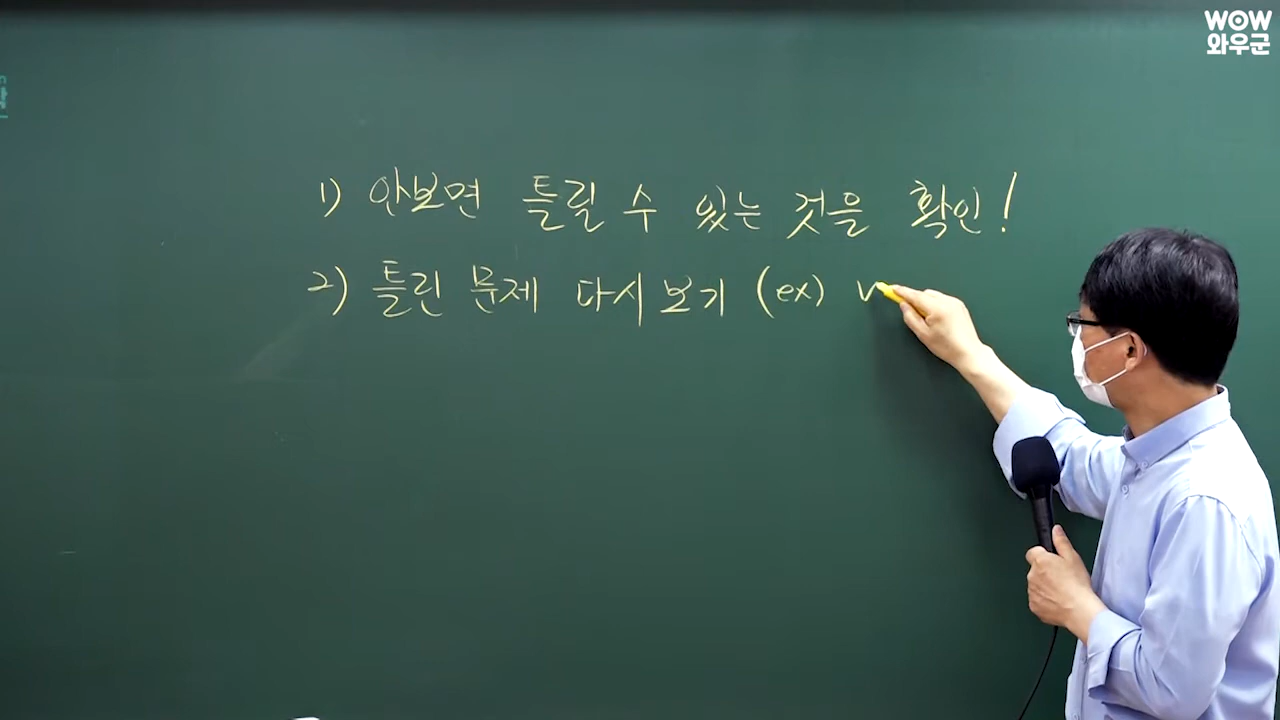 WOW
와우군
1) 안보면 틀릴 수 있는 것을 확인!
2) 틀린 문제 다시 보기 (ex)